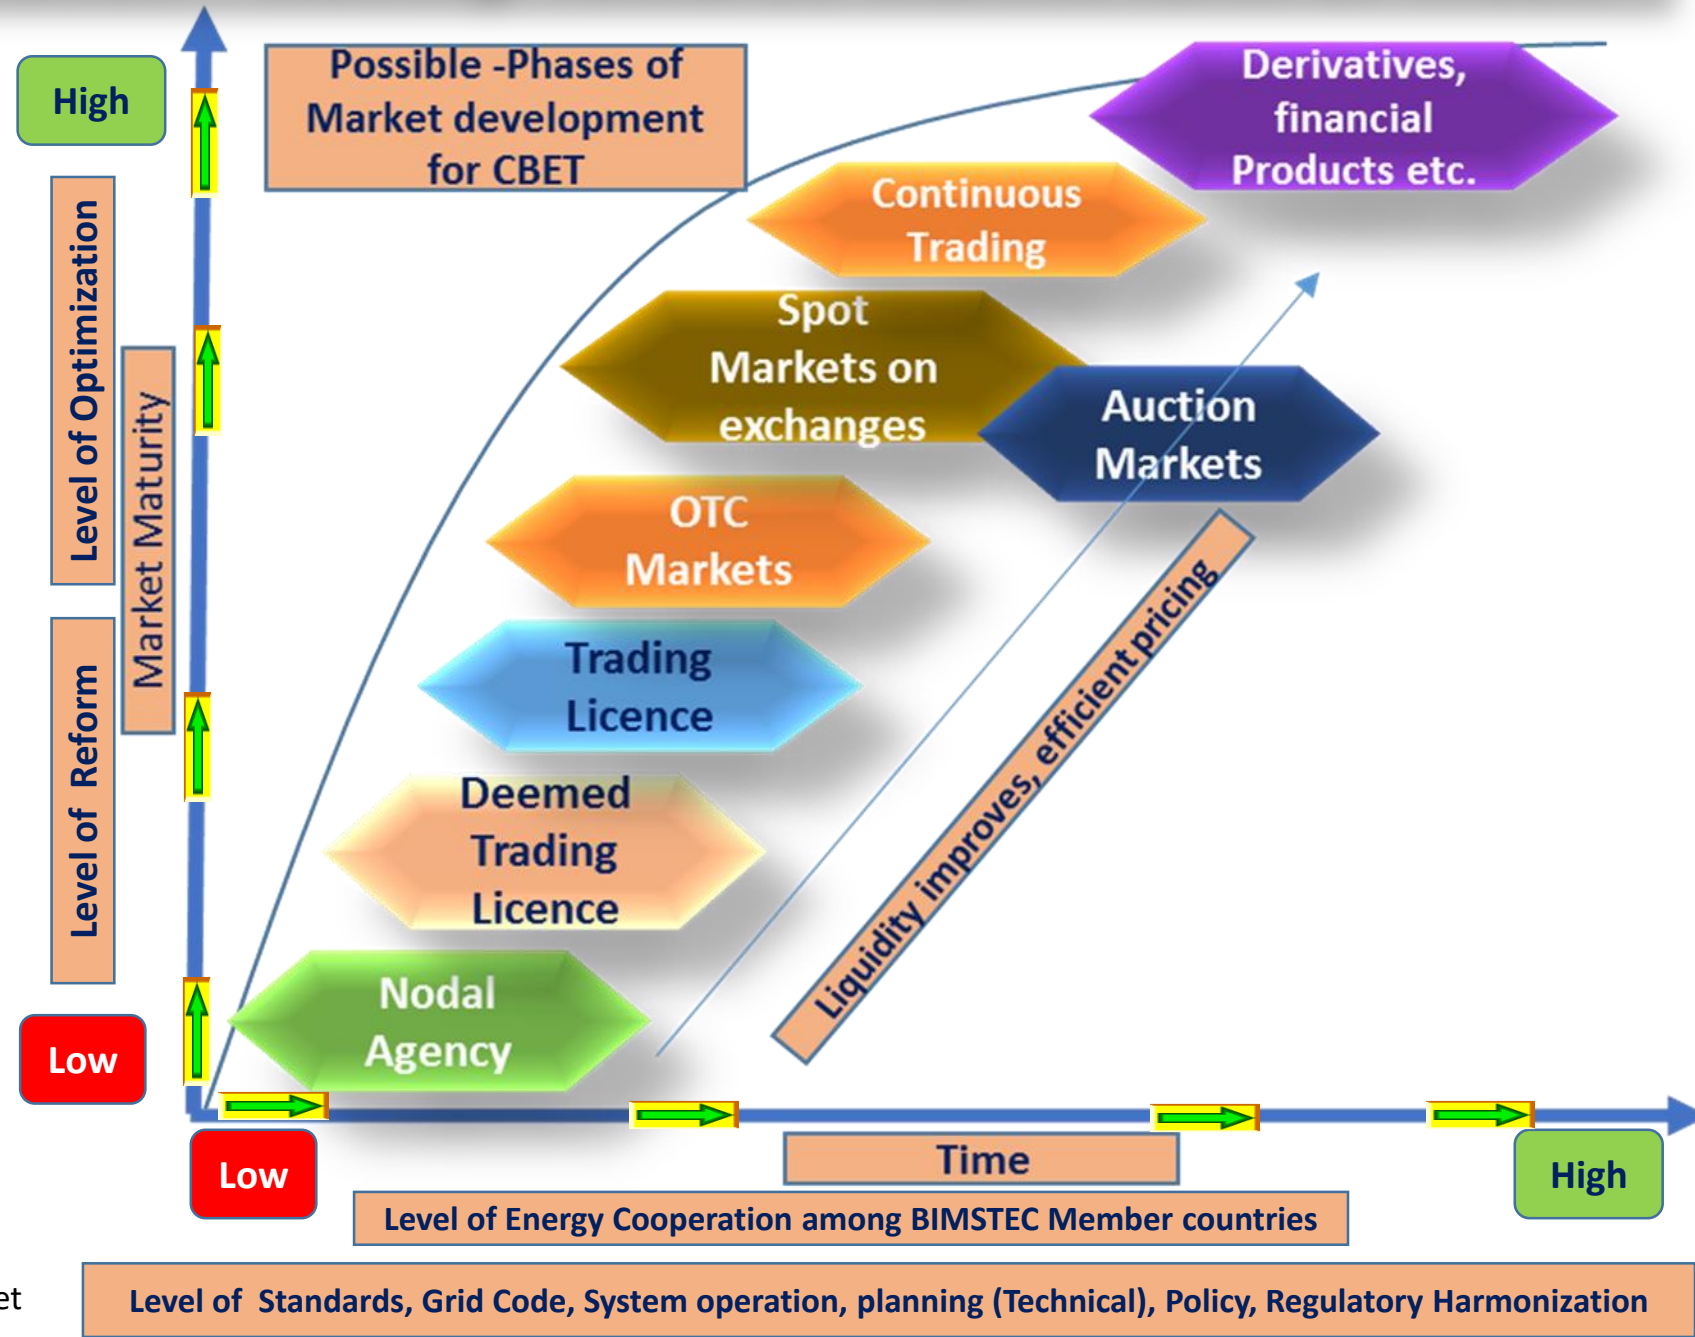 High
Possible -Phases of
Market development
for CBET
Derivatives,
financial
Products etc.
Continuous
Trading
Level of Optimization
Spot
Markets on
exchanges
Market Maturity
Auction
Markets
OTC
Markets
Level of  Reform
Trading
Licence
Liquidity improves, efficient pricing
Deemed
Trading
Licence
Nodal
Agency
Low
Low
Time
High
Level of Energy Cooperation among BIMSTEC Member countries
et
Level of  Standards, Grid Code, System operation, planning (Technical), Policy, Regulatory Harmonization